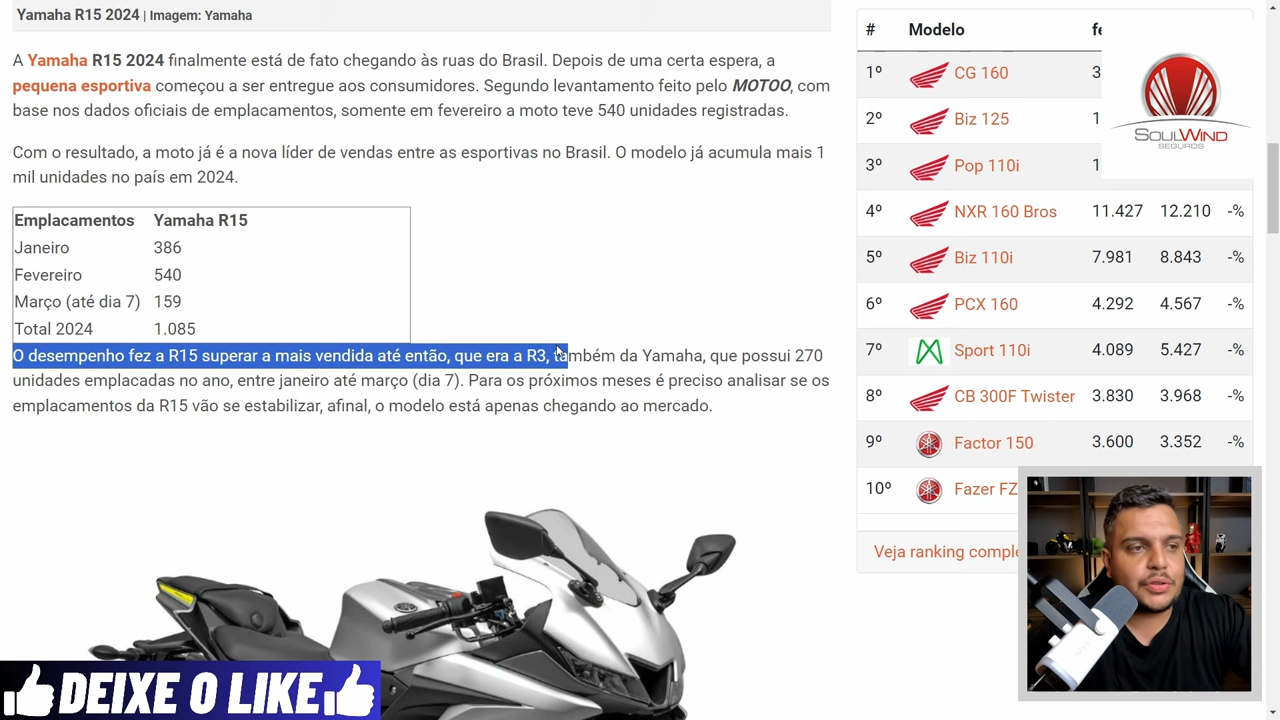 Yamaha R15 2024 | Imagem: Yamaha
A Yamaha R15 2024 finalmente está de fato chegando às ruas do Brasil. Depois de uma certa espera, a
pequena esportiva começou a ser entregue aos consumidores. Segundo levantamento feito pelo MOTOO, com
base nos dados oficiais de emplacamentos, somente em fevereiro a moto teve 540 unidades registradas.
Com o resultado, a moto já é a nova líder de vendas entre as esportivas no Brasil. O modelo já acumula mais 1
mil unidades no país em 2024.
Emplacamentos Yamaha R15
Janeiro 386
Fevereiro 540
Março (até dia 7) 159
Total 2024 1.085
O desempenho fez a R15 superar a mais vendida até então, que era a R3, também da Yamaha, que possui 270
unidades emplacadas no ano, entre janeiro até março (dia 7). Para os próximos meses é preciso analisar se os
emplacamentos da R15 vão se estabilizar, afinal, o modelo está apenas chegando ao mercado.
DEIXE O LIKE
# Modelo
1º CG 160
2º Biz 125
3º Pop 110i
4º NXR 160 Bros 11.427 12.210 -%
5º Biz 110i 7.981 8.843 -%
6º PCX 160 4.292 4.567 -%
7º Sport 110i 4.089 5.427 -%
8º CB 300F Twister 3.830 3.968 -%
9º Factor 150 3.600 3.352 -%
10º Fazer FZ
Veja ranking
SOULWIND
SEGUROS